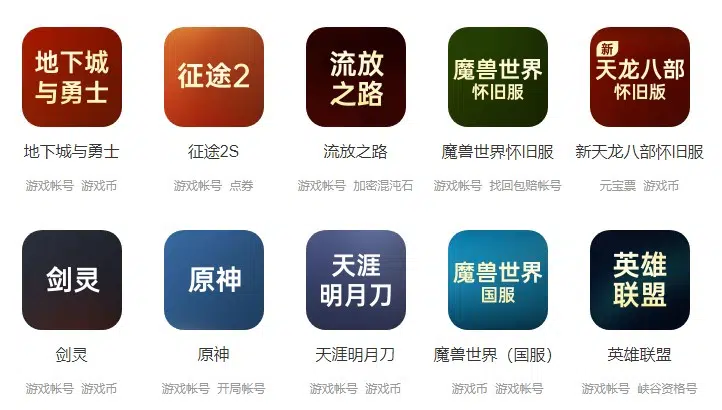 地下城
与勇士
征途2
流放
之路
魔兽世界
怀旧服
新
天龙八部
怀旧版
地下城与勇士
征途2S
流放之路
魔兽世界怀旧服
新天龙八部怀旧服
游戏帐号 游戏币
游戏帐号 点券
游戏帐号 加密混沌石
游戏帐号 找回包赔帐号
元宝票 游戏币
剑灵
原神
天涯
明月刀
魔兽世界
国服
英雄
联盟
剑灵
原神
天涯明月刀
魔兽世界（国服）
英雄联盟
游戏帐号 游戏币
游戏帐号 开局帐号
游戏帐号 游戏币
游戏币 游戏帐号
游戏帐号 峡谷资格号